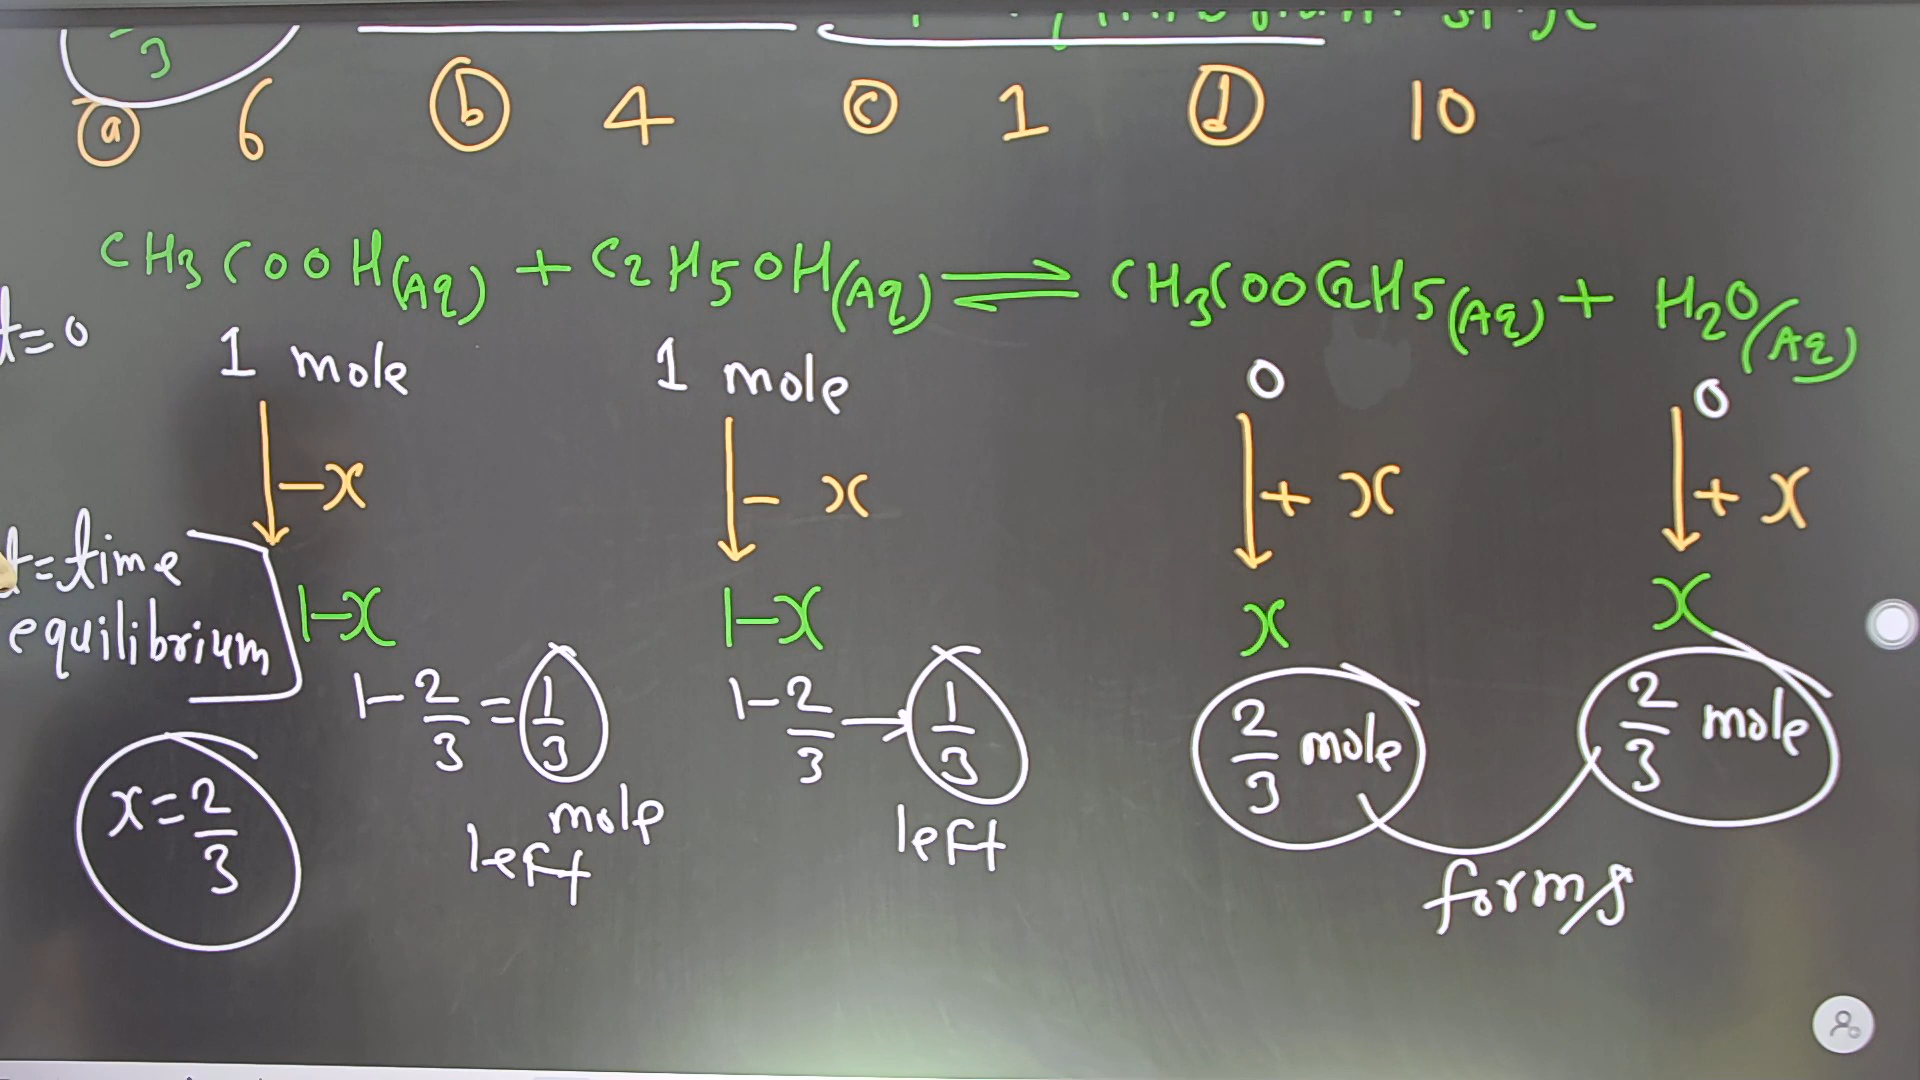 3
ⓐ 6 ⓑ 4 ⓒ 1 ⓓ 10
CH3COOH(Aq) + C2H5OH(Aq) ⇌ CH3COOC2H5(Aq) + H2O(Aq)
t=0 1 mole 1 mole 0 0
-x - x + x + x
t=time equilibrium 1-x 1-x x x
1-2/3=1/3 mole left 1-2/3→1/3 left 2/3 mole 2/3 mole
x=2/3
forms